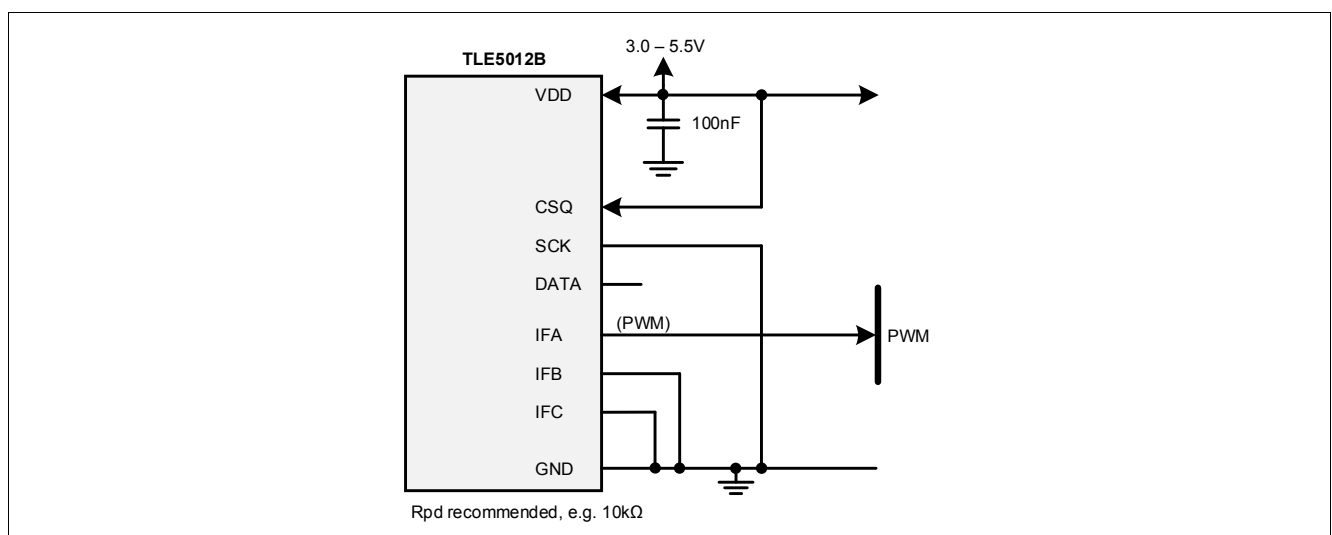 3.0 – 5.5V
TLE5012B
VDD
100nF
CSQ
SCK
DATA
IFA
(PWM)
PWM
IFB
IFC
GND
Rpd recommended, e.g. 10kΩ